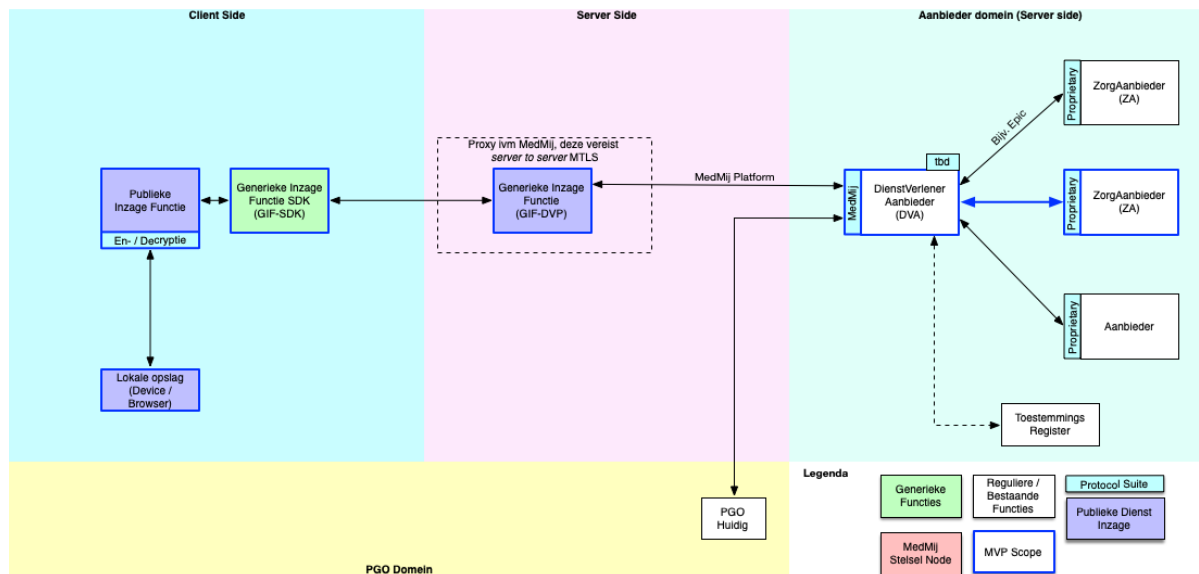 Client Side
Server Side
Aanbieder domein (Server side)
Publieke
Inzage Functie
En- / Decryptie
Generieke Inzage
Functie SDK
(GIF-SDK)
Lokale opslag
(Device /
Browser)
Proxy ivm MedMij, deze vereist
server to server MTLS
Generieke Inzage
Functie
(GIF-DVP)
MedMij Platform
MedMij
tbd
DienstVerlener
Aanbieder
(DVA)
Bijv. Epic
Proprietary
ZorgAanbieder
(ZA)
Proprietary
ZorgAanbieder
(ZA)
Proprietary
Aanbieder
Toestemmings
Register
PGO
Huidig
PGO Domein
Legenda
Generieke
Functies
Reguliere /
Bestaande
Functies
Protocol Suite
Publieke Dienst
Inzage
MedMij
Stelsel Node
MVP Scope